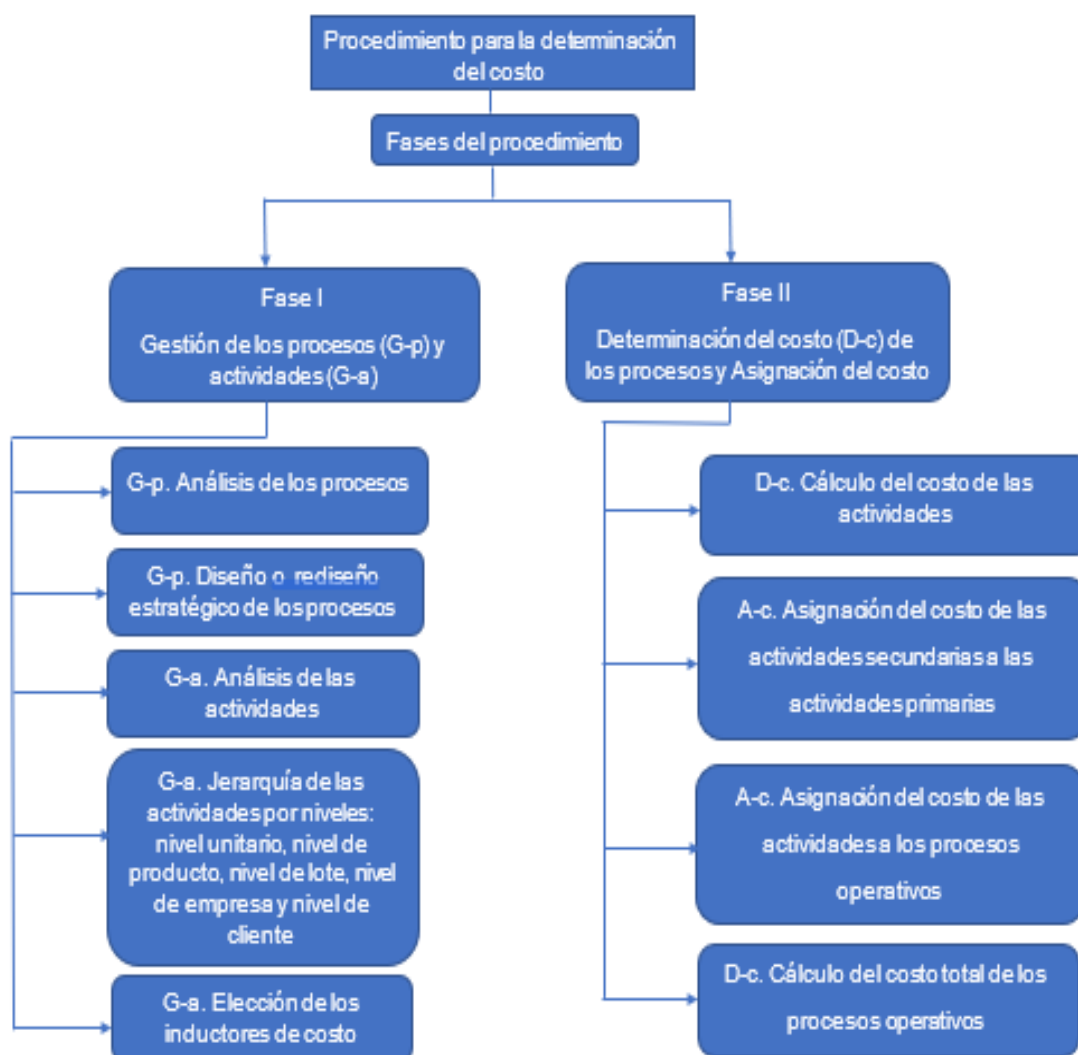 Procedimiento para la determinación
del costo
Fases del procedimiento
Fase I
Gestión de los procesos (G-p) y
actividades (G-a)
G-p. Análisis de los procesos
G-p. Diseño o rediseño
estratégico de los procesos
G-a. Análisis de las
actividades
G-a. Jerarquía de las
actividades por niveles:
nivel unitario, nivel de
producto, nivel de lote, nivel
de empresa y nivel de
cliente
G-a. Elección de los
inductores de costo
Fase II
Determinación del costo (D-c) de
los procesos y Asignación del costo
D-c. Cálculo del costo de las
actividades
A-c. Asignación del costo de las
actividades secundarias a las
actividades primarias
A-c. Asignación del costo de las
actividades a los procesos
operativos
D-c. Cálculo del costo total de los
procesos operativos